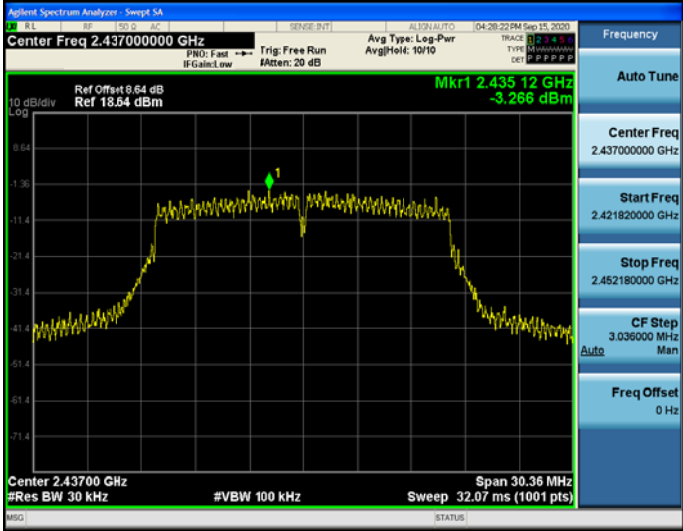 Agilent Spectrum Analyzer - Swept SA
RL RF 50 Ω AC SENSE:INT ALIGN AUTO 04:28:22 PM Sep 15, 2020
Center Freq 2.437000000 GHz
PNO: Fast
IFGain:Low
Trig: Free Run
#Atten: 20 dB
Avg Type: Log-Pwr
Avg|Hold: 10/10
TRACE 1 2 3 4 5 6
TYPE M
DET P P P P P P
Frequency
Auto Tune
Center Freq
2.437000000 GHz
Start Freq
2.421820000 GHz
Stop Freq
2.452180000 GHz
CF Step
3.036000 MHz
Auto Man
Freq Offset
0 Hz
Mkr1 2.435 12 GHz
-3.266 dBm
Ref Offset 8.64 dB
10 dB/div Ref 18.64 dBm
Log
8.64
-1.36
-11.4
-21.4
-31.4
-41.4
-51.4
-61.4
-71.4
1
Center 2.43700 GHz Span 30.36 MHz
#Res BW 30 kHz #VBW 100 kHz Sweep 32.07 ms (1001 pts)
MSG STATUS